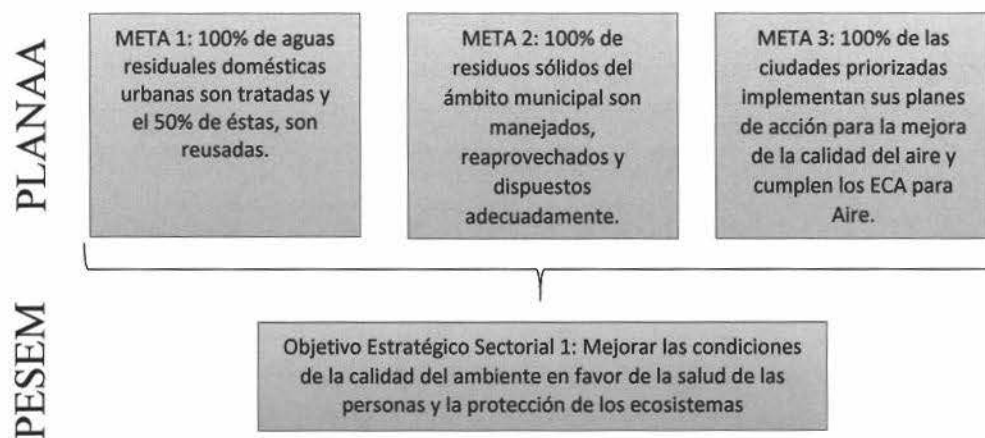 PLANAA
META 1: 100% de aguas
residuales domésticas
urbanas son tratadas y
el 50% de éstas, son
reusadas.
META 2: 100% de
residuos sólidos del
ámbito municipal son
manejados,
reaprovechados y
dispuestos
adecuadamente.
META 3: 100% de las
ciudades priorizadas
implementan sus planes
de acción para la mejora
de la calidad del aire y
cumplen los ECA para
Aire.
PESEM
Objetivo Estratégico Sectorial 1: Mejorar las condiciones
de la calidad del ambiente en favor de la salud de las
personas y la protección de los ecosistemas